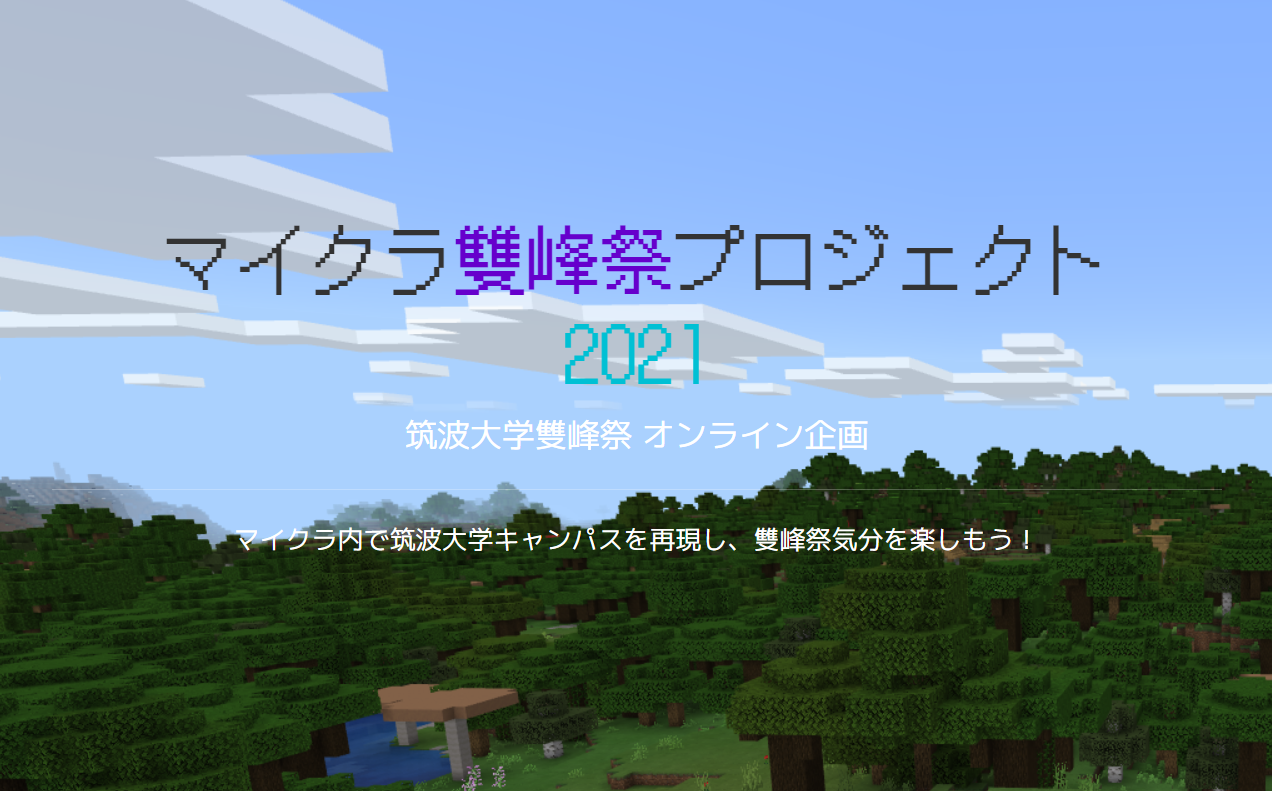 マイクラ雙峰祭プロジェクト
2021
筑波大学雙峰祭 オンライン企画
マイクラ内で筑波大学キャンパスを再現し、雙峰祭気分を楽しもう！